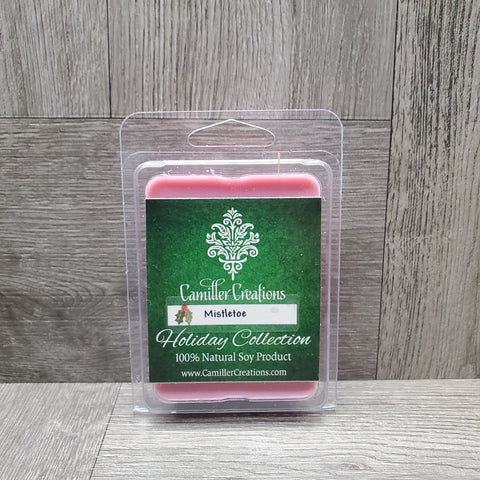 Camiller Creations
Mistletoe
Holiday Collection
100% Natural Soy Product
www.CamillerCreations.com